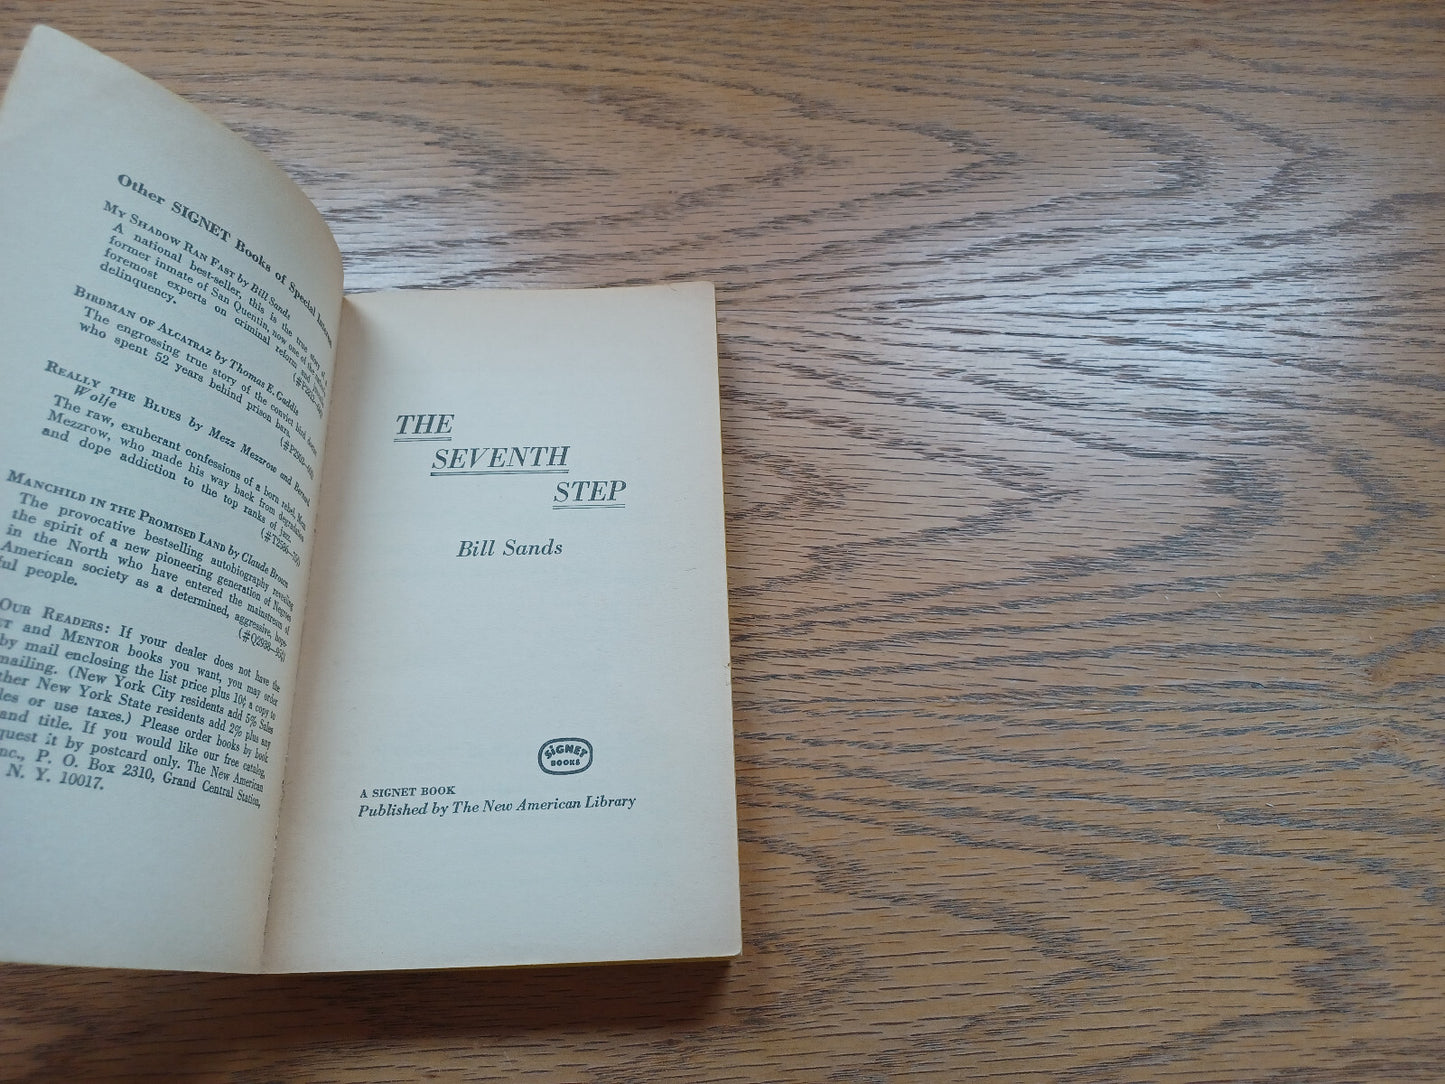 Other SIGNET Books of Special Interest
MY SHADOW RAN FAST by Bill Sands
A national best-seller, this is the true story of a
former inmate of San Quentin, now one of the nation's
foremost experts on criminal reform and
delinquency.
BIRDMAN OF ALCATRAZ by Thomas E. Gaddis
The engrossing true story of the convict bird doctor
who spent 52 years behind prison bars.
REALLY THE BLUES by Mezz Mezzrow and Bernard
Wolfe
The raw, exuberant confessions of a born rebel, Mezz
Mezzrow, who made his way back from degradation
and dope addiction to the top ranks of jazz.
(#T2586—75¢)
MANCHILD IN THE PROMISED LAND by Claude Brown
The provocative bestselling autobiography revealing
the spirit of a new pioneering generation of Negroes
in the North who have entered the mainstream of
American society as a determined, aggressive, hope-
ful people.
(#Q2938—95¢)
OUR READERS: If your dealer does not have the
and MENTOR books you want, you may order
by mail enclosing the list price plus 10¢ a copy to
mailing. (New York City residents add 5% Sales
ther New York State residents add 2% plus any
les or use taxes.) Please order books by book
and title. If you would like our free catalog,
quest it by postcard only. The New American
nc., P. O. Box 2310, Grand Central Station,
N. Y. 10017.
THE
SEVENTH
STEP
Bill Sands
SIGNET
BOOKS
A SIGNET BOOK
Published by The New American Library